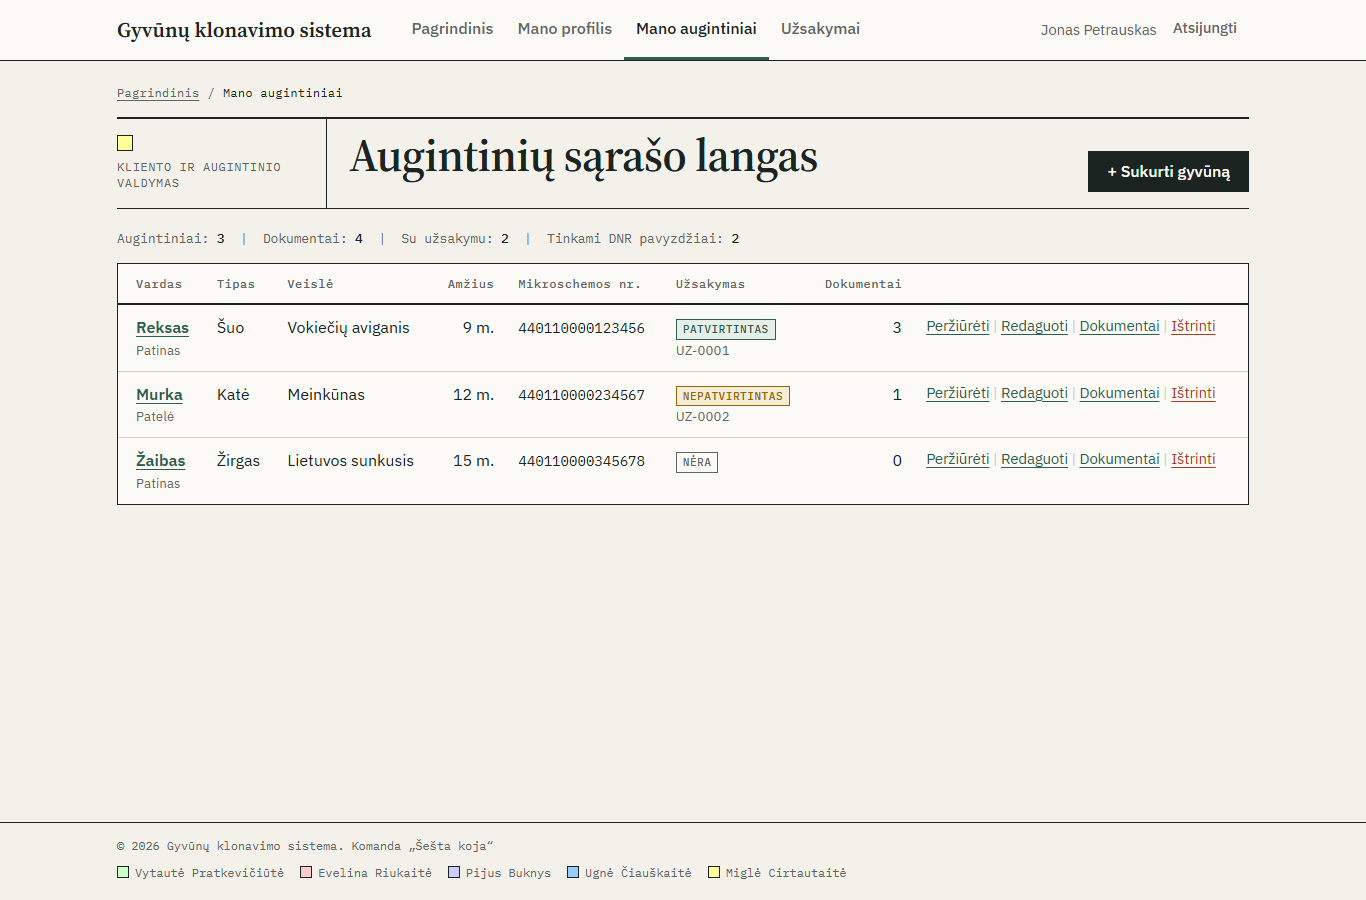 Gyvūnų klonavimo sistema Pagrindinis Mano profilis Mano augintiniai Užsakymai Jonas Petrauskas Atsijungti
Pagrindinis / Mano augintiniai
KLIENTO IR AUGINTINIO
VALDYMAS
Augintinių sąrašo langas
+ Sukurti gyvūną
Augintiniai: 3 | Dokumentai: 4 | Su užsakymu: 2 | Tinkami DNR pavyzdžiai: 2
Vardas Tipas Veislė Amžius Mikroschemos nr. Užsakymas Dokumentai
Reksas Šuo Vokiečių aviganis 9 m. 440110000123456 PATVIRTINTAS 3 Peržiūrėti | Redaguoti | Dokumentai | Ištrinti
Patinas UZ-0001
Murka Katė Meinkūnas 12 m. 440110000234567 NEPATVIRTINTAS 1 Peržiūrėti | Redaguoti | Dokumentai | Ištrinti
Patelė UZ-0002
Žaibas Žirgas Lietuvos sunkusis 15 m. 440110000345678 NĖRA 0 Peržiūrėti | Redaguoti | Dokumentai | Ištrinti
Patinas
© 2026 Gyvūnų klonavimo sistema. Komanda „Šešta koja“
Vytautė Pratkevičiūtė Evelina Riukaitė Pijus Buknys Ugnė Čiauškaitė Miglė Cirtautaitė